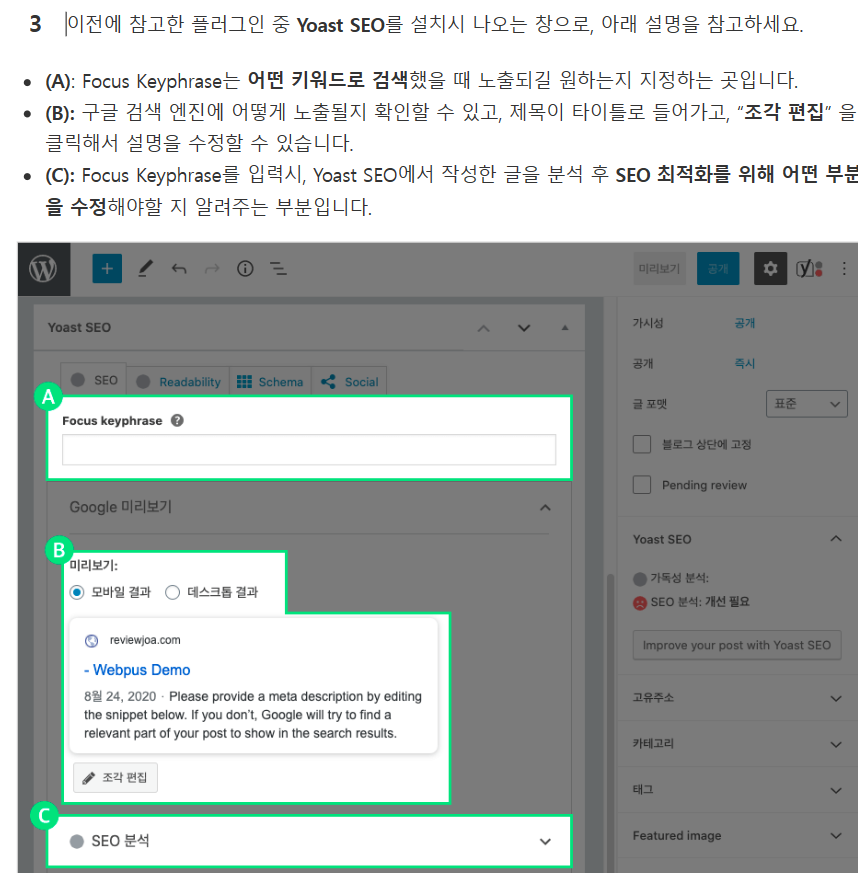 3 이전에 참고한 플러그인 중 Yoast SEO를 설치시 나오는 창으로, 아래 설명을 참고하세요.
(A): Focus Keyphrase는 어떤 키워드로 검색했을 때 노출되길 원하는지 지정하는 곳입니다.
(B): 구글 검색 엔진에 어떻게 노출될지 확인할 수 있고, 제목이 타이틀로 들어가고, “조각 편집” 을
클릭해서 설명을 수정할 수 있습니다.
(C): Focus Keyphrase를 입력시, Yoast SEO에서 작성한 글을 분석 후 SEO 최적화를 위해 어떤 부분
을 수정해야할 지 알려주는 부분입니다.
미리보기 공개
Yoast SEO
SEO Readability Schema Social
A
Focus keyphrase
Google 미리보기
B
미리보기:
모바일 결과 데스크톱 결과
reviewjoa.com
- Webpus Demo
8월 24, 2020 · Please provide a meta description by editing
the snippet below. If you don’t, Google will try to find a
relevant part of your post to show in the search results.
조각 편집
C
SEO 분석
가시성 공개
공개 즉시
글 포맷 표준
블로그 상단에 고정
Pending review
Yoast SEO
가독성 분석:
SEO 분석: 개선 필요
Improve your post with Yoast SEO
고유주소
카테고리
태그
Featured image